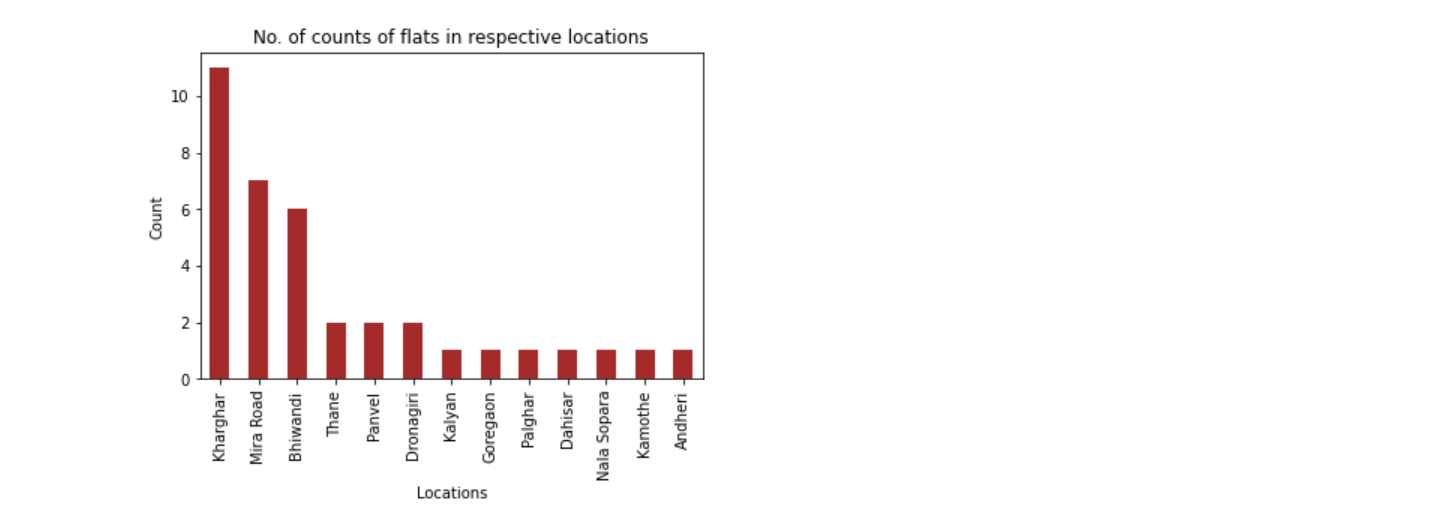 No. of counts of flats in respective locations
10
8
6
4
2
0
Count
Kharghar
Mira Road
Bhiwandi
Thane
Panvel
Dronagiri
Kalyan
Goregaon
Palghar
Dahisar
Nala Sopara
Kamothe
Andheri
Locations